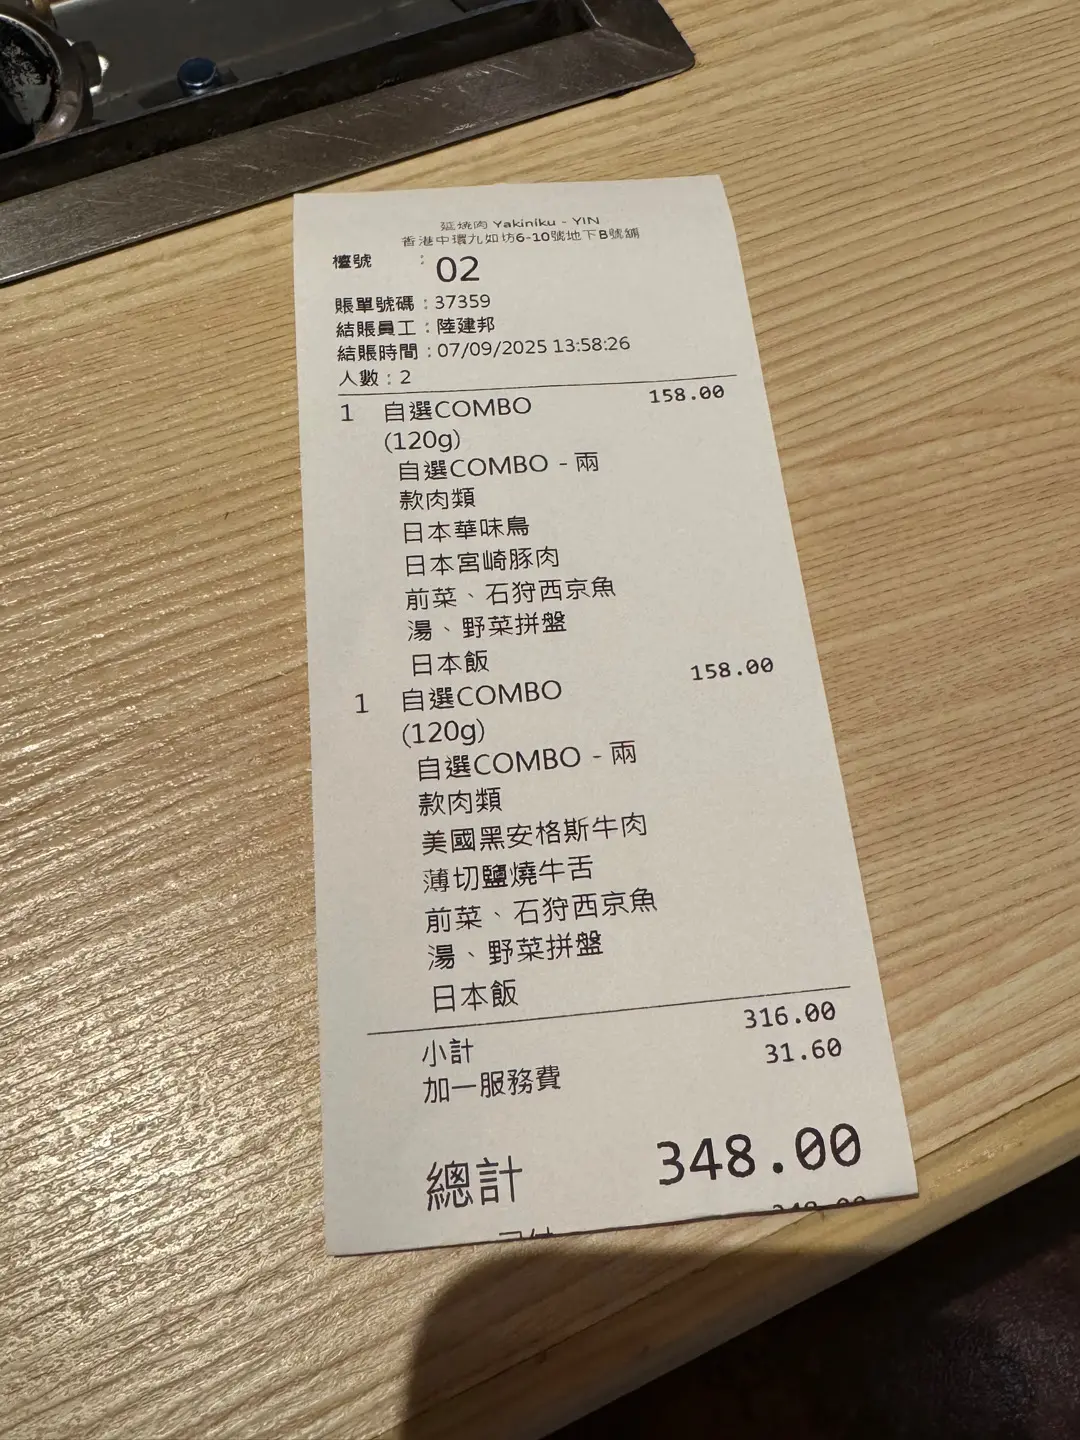 延燒肉 Yakiniku - YIN
香港中環九如坊6-10號地下B號舖
檯號 : 02
賬單號碼 : 37359
結賬員工 : 陸建邦
結賬時間 : 07/09/2025 13:58:26
人數 : 2
1 自選COMBO 158.00
(120g)
自選COMBO - 兩
款肉類
日本華味鳥
日本宮崎豚肉
前菜、石狩西京魚
湯、野菜拼盤
日本飯
1 自選COMBO 158.00
(120g)
自選COMBO - 兩
款肉類
美國黑安格斯牛肉
薄切鹽燒牛舌
前菜、石狩西京魚
湯、野菜拼盤
日本飯
小計 316.00
加一服務費 31.60
總計 348.00